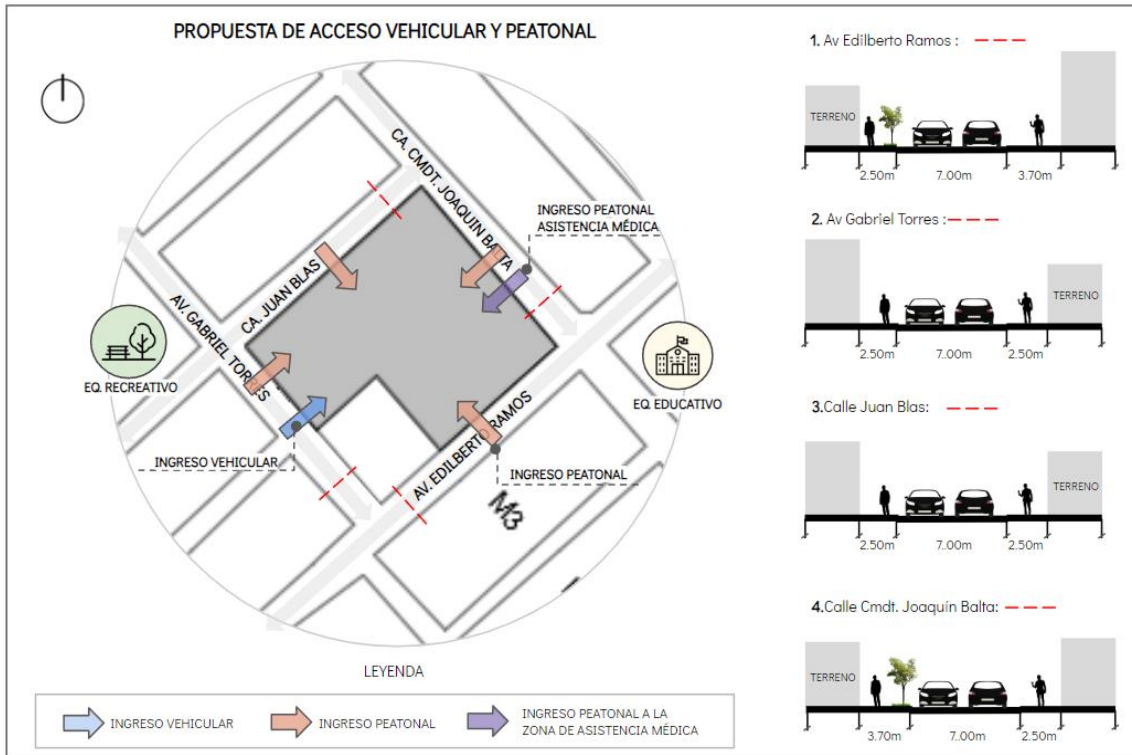 PROPUESTA DE ACCESO VEHICULAR Y PEATONAL
CA. CMDT. JOAQUIN BALTA
INGRESO PEATONAL
ASISTENCIA MÉDICA
CA. JUAN BLAS
AV. GABRIEL TORRES
EQ. RECREATIVO
EQ. EDUCATIVO
INGRESO VEHICULAR
AV. EDILBERTO RAMOS
INGRESO PEATONAL
M3
LEYENDA
INGRESO VEHICULAR
INGRESO PEATONAL
INGRESO PEATONAL A LA
ZONA DE ASISTENCIA MÉDICA
1. Av Edilberto Ramos :
TERRENO
2.50m 7.00m 3.70m
2. Av Gabriel Torres :
TERRENO
2.50m 7.00m 2.50m
3.Calle Juan Blas:
TERRENO
2.50m 7.00m 2.50m
4.Calle Cmdt. Joaquín Balta:
TERRENO
3.70m 7.00m 2.50m